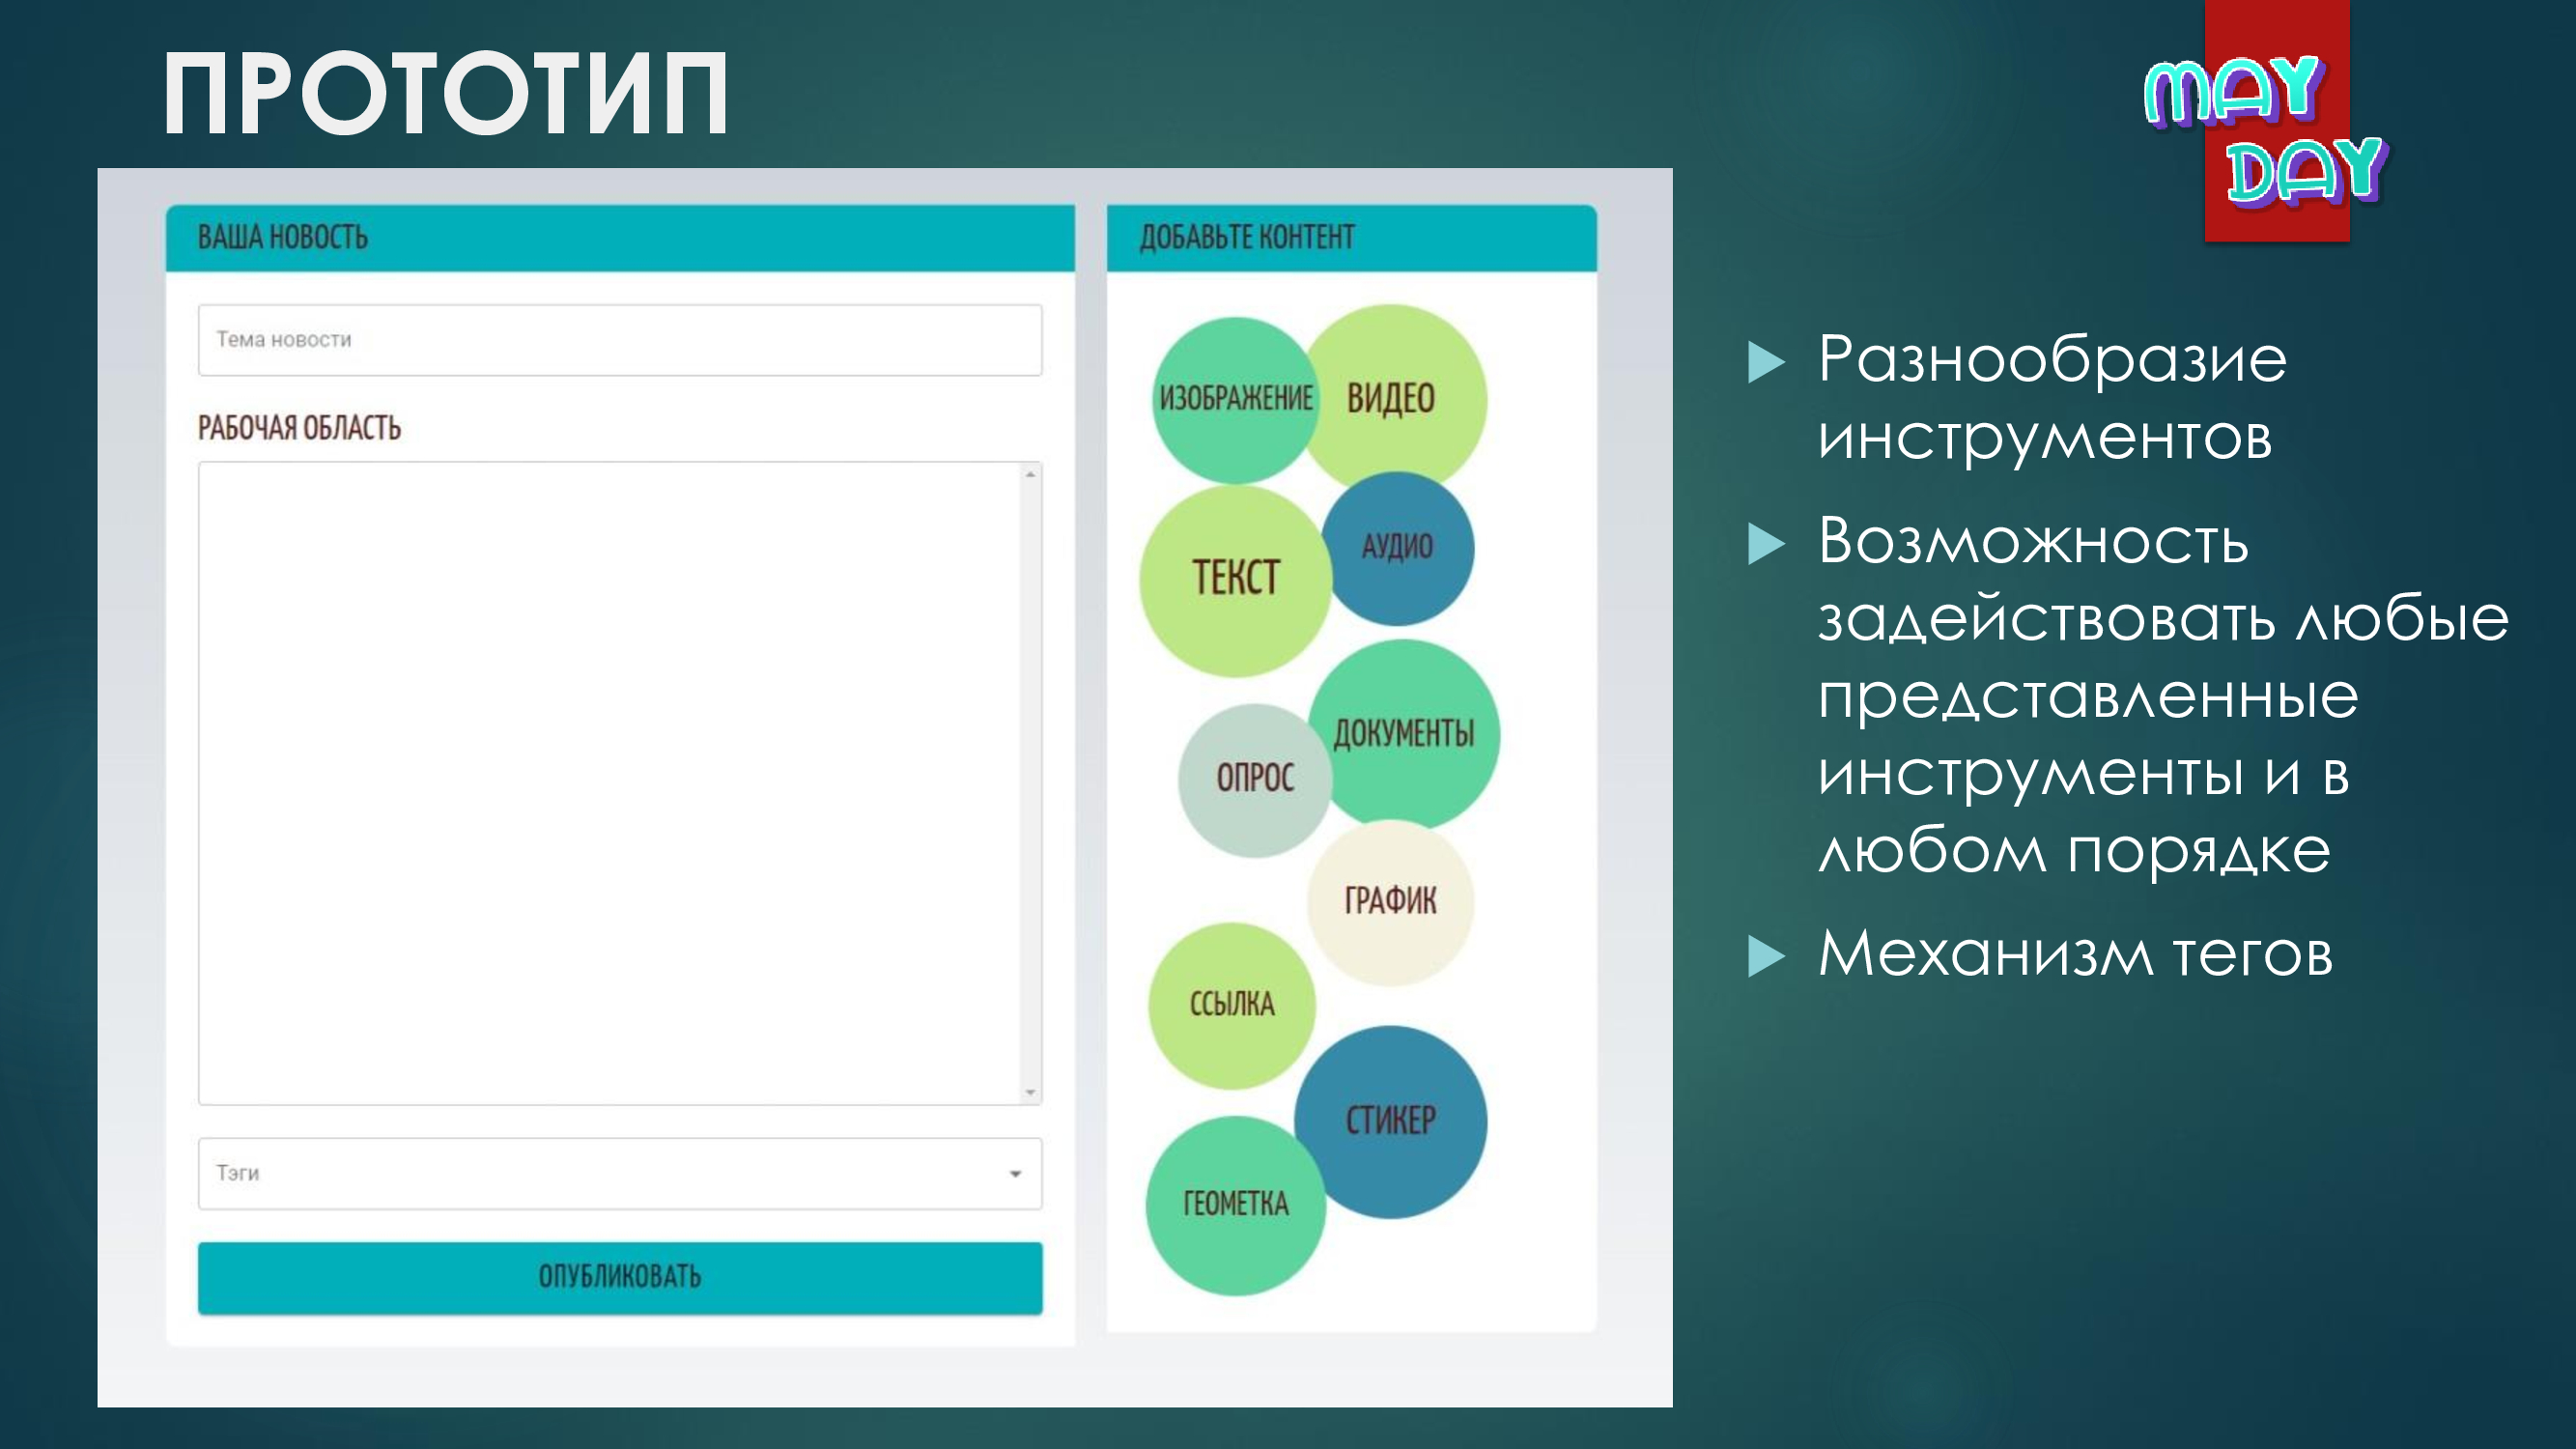 ПРОТОТИП
MAY
DAY
ВАША НОВОСТЬ
Тема новости
РАБОЧАЯ ОБЛАСТЬ
Тэги
ОПУБЛИКОВАТЬ
ДОБАВЬТЕ КОНТЕНТ
ИЗОБРАЖЕНИЕ
ВИДЕО
АУДИО
ТЕКСТ
ДОКУМЕНТЫ
ОПРОС
ГРАФИК
ССЫЛКА
СТИКЕР
ГЕОМЕТКА
Разнообразие
инструментов
Возможность
задействовать любые
представленные
инструменты и в
любом порядке
Механизм тегов